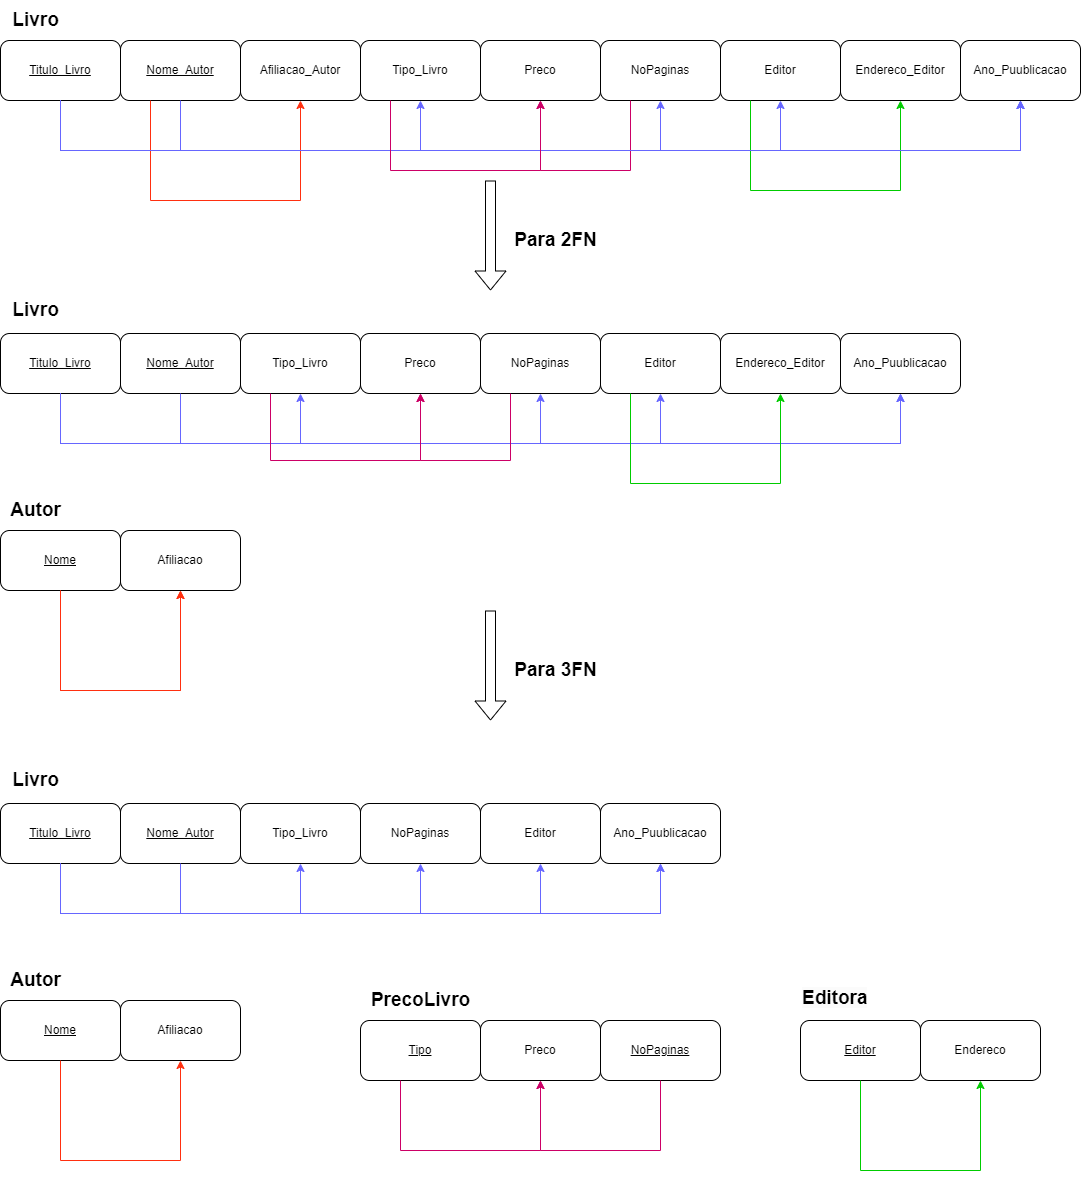 Livro
Titulo_Livro Nome_Autor Afiliacao_Autor Tipo_Livro Preco NoPaginas Editor Endereco_Editor Ano_Puublicacao
Para 2FN
Livro
Titulo_Livro Nome_Autor Tipo_Livro Preco NoPaginas Editor Endereco_Editor Ano_Puublicacao
Autor
Nome Afiliacao
Para 3FN
Livro
Titulo_Livro Nome_Autor Tipo_Livro NoPaginas Editor Ano_Puublicacao
Autor
PrecoLivro
Editora
Nome Afiliacao
Tipo Preco NoPaginas
Editor Endereco